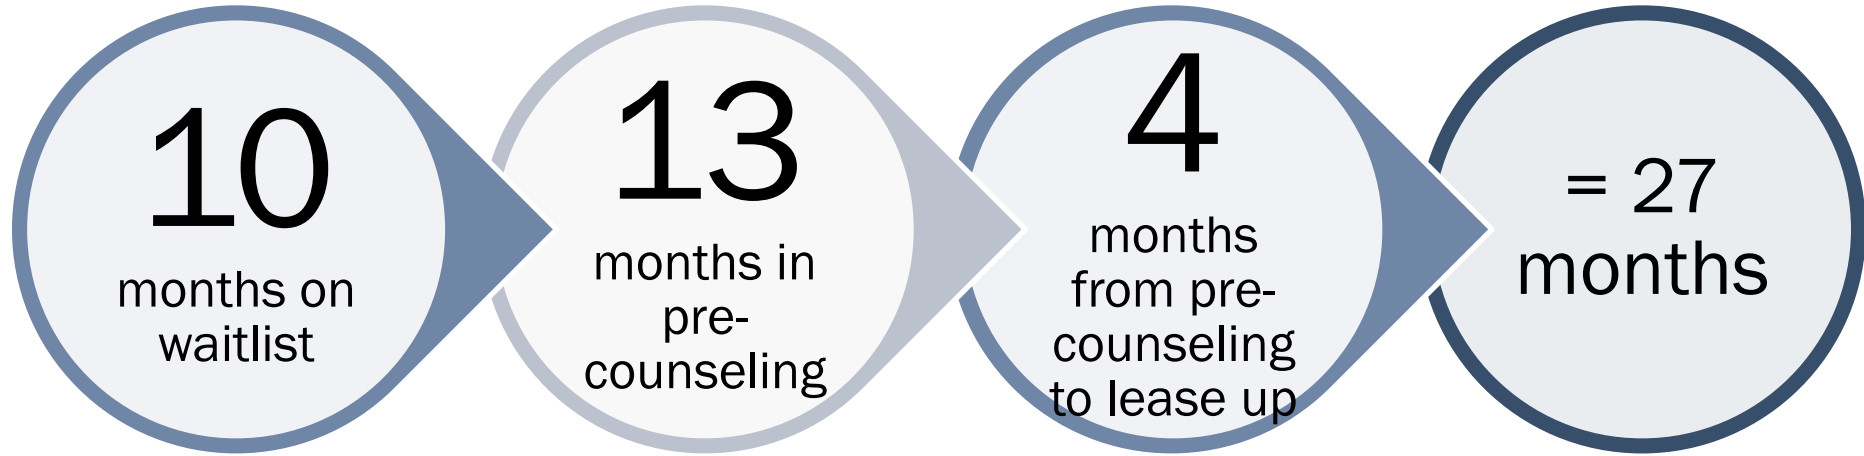 10
months on
waitlist
13
months in
pre-
counseling
4
months
from pre-
counseling
to lease up
= 27
months